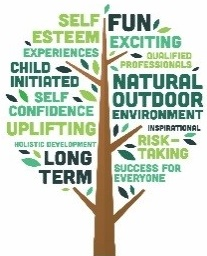 SELF
ESTEEM
EXPERIENCES
CHILD
INITIATED
SELF
CONFIDENCE
UPLIFTING
HOLISTIC DEVELOPMENT
LONG
TERM
FUN
EXCITING
QUALIFIED
PROFESSIONALS
NATURAL
OUTDOOR
ENVIRONMENT
INSPIRATIONAL
RISK-
TAKING
SUCCESS FOR
EVERYONE